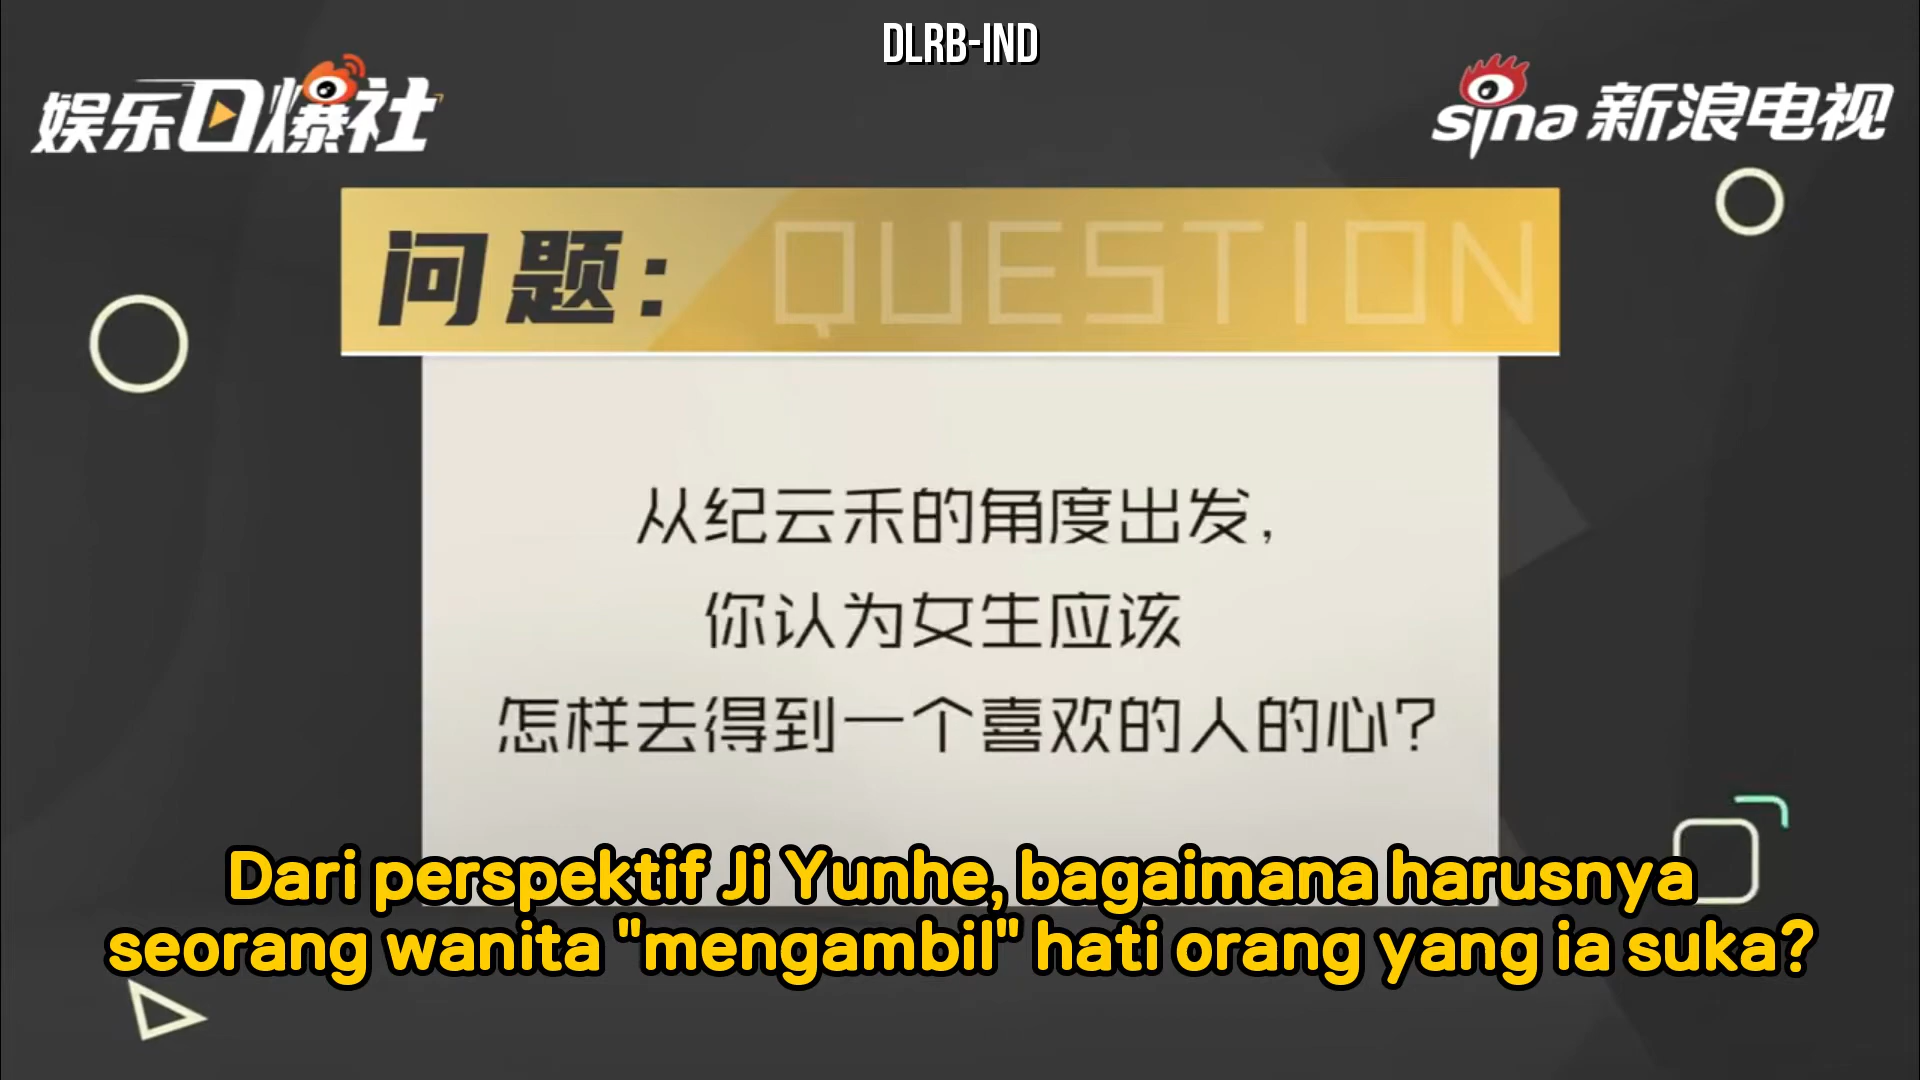 DLRB-IND
娱乐日爆社
sina 新浪电视
问题：
QUESTION
从纪云禾的角度出发，
你认为女生应该
怎样去得到一个喜欢的人的心？
Dari perspektif Ji Yunhe, bagaimana harusnya
seorang wanita "mengambil" hati orang yang ia suka?